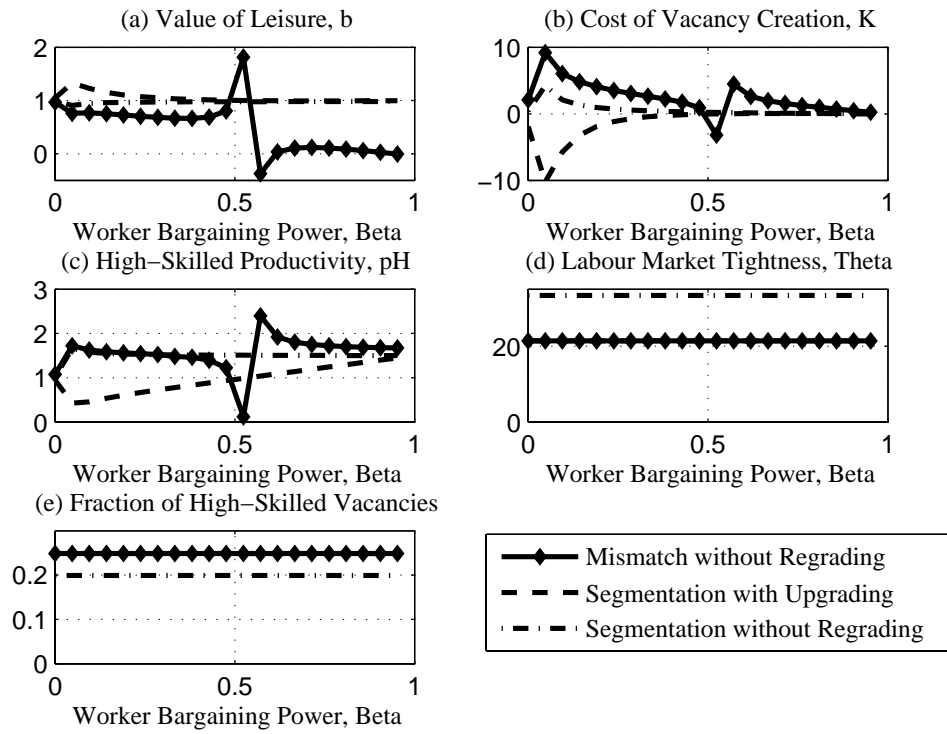 (a) Value of Leisure, b
2
1
0
0
0.5
1
Worker Bargaining Power, Beta
(b) Cost of Vacancy Creation, K
10
0
−10
0
0.5
1
Worker Bargaining Power, Beta
(c) High−Skilled Productivity, pH
3
2
1
0
0
0.5
1
Worker Bargaining Power, Beta
(d) Labour Market Tightness, Theta
20
0
0
0.5
1
Worker Bargaining Power, Beta
(e) Fraction of High−Skilled Vacancies
0.2
0.1
0
0
0.5
1
Worker Bargaining Power, Beta
Mismatch without Regrading
Segmentation with Upgrading
Segmentation without Regrading